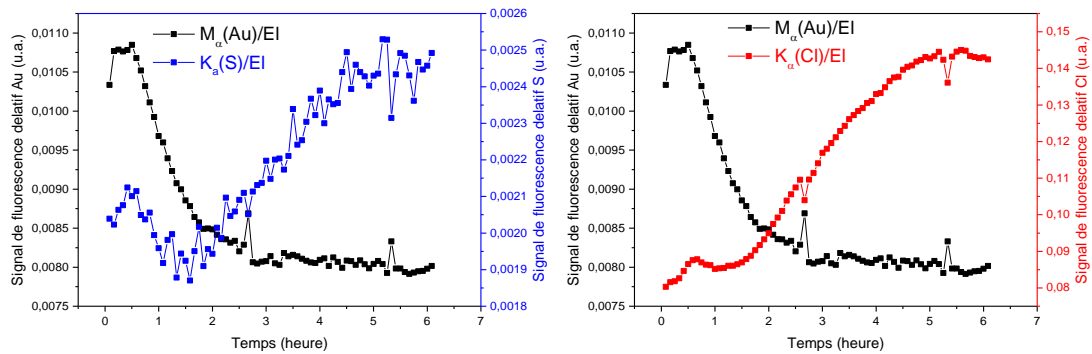 Signal de fluorescence delatif Au (u.a.)
0,0110
0,0105
0,0100
0,0095
0,0090
0,0085
0,0080
0,0075
Mα(Au)/El
Ka(S)/El
0,0026
0,0025
0,0024
0,0023
0,0022
0,0021
0,0020
0,0019
0,0018
Signal de fluorescence delatif S (u.a.)
0 1 2 3 4 5 6 7
Temps (heure)
Signal de fluorescence delatif Au (u.a.)
0,0110
0,0105
0,0100
0,0095
0,0090
0,0085
0,0080
0,0075
Mα(Au)/El
Kα(Cl)/El
0,15
0,14
0,13
0,12
0,11
0,10
0,09
0,08
Signal de fluorescence delatif Cl (u.a.)
0 1 2 3 4 5 6 7
Temps (heure)